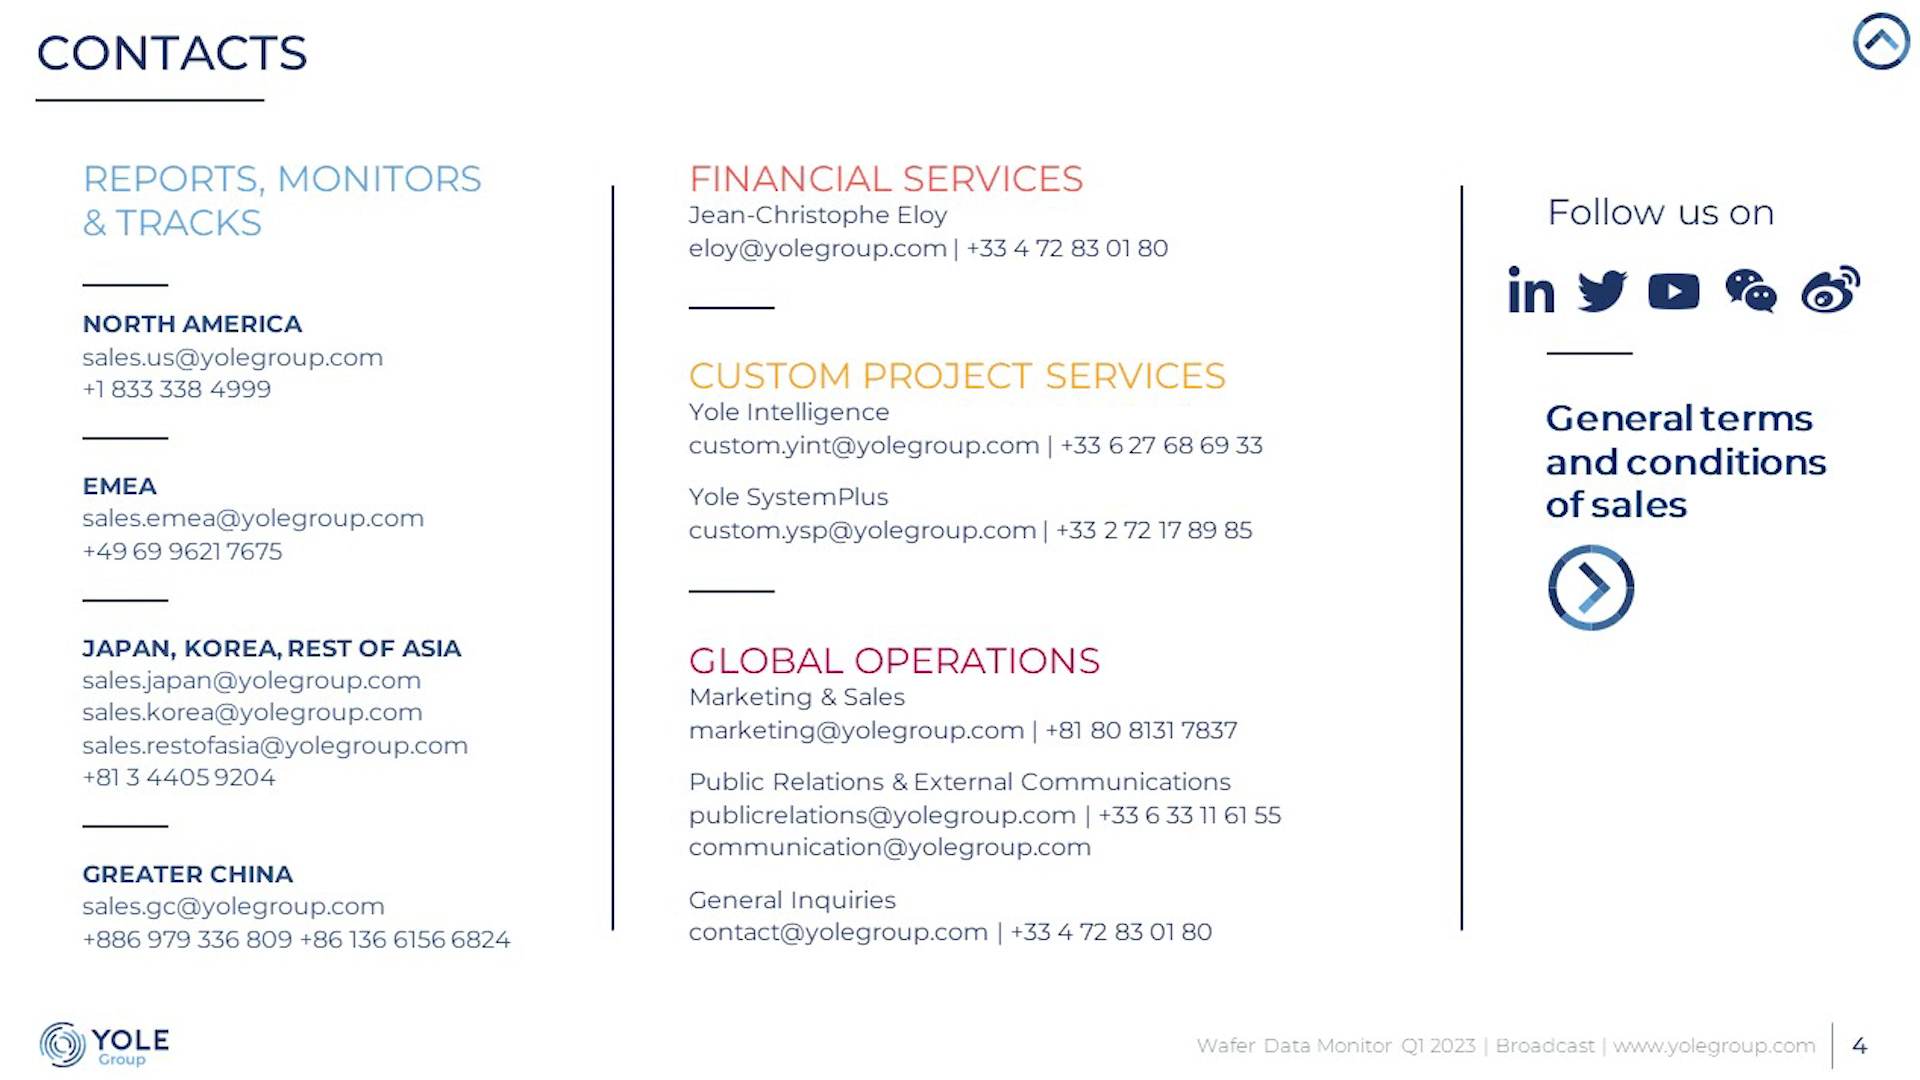 CONTACTS
REPORTS, MONITORS
& TRACKS
NORTH AMERICA
sales.us@yolegroup.com
+1 833 338 4999
EMEA
sales.emea@yolegroup.com
+49 69 9621 7675
JAPAN, KOREA, REST OF ASIA
sales.japan@yolegroup.com
sales.korea@yolegroup.com
sales.restofasia@yolegroup.com
+81 3 4405 9204
GREATER CHINA
sales.gc@yolegroup.com
+886 979 336 809 +86 136 6156 6824
FINANCIAL SERVICES
Jean-Christophe Eloy
eloy@yolegroup.com | +33 4 72 83 01 80
CUSTOM PROJECT SERVICES
Yole Intelligence
custom.yint@yolegroup.com | +33 6 27 68 69 33
Yole SystemPlus
custom.ysp@yolegroup.com | +33 2 72 17 89 85
GLOBAL OPERATIONS
Marketing & Sales
marketing@yolegroup.com | +81 80 8131 7837
Public Relations & External Communications
publicrelations@yolegroup.com | +33 6 33 11 61 55
communication@yolegroup.com
General Inquiries
contact@yolegroup.com | +33 4 72 83 01 80
Follow us on
in
General terms
and conditions
of sales
YOLE
Group
Wafer Data Monitor Q1 2023 | Broadcast | www.yolegroup.com
4